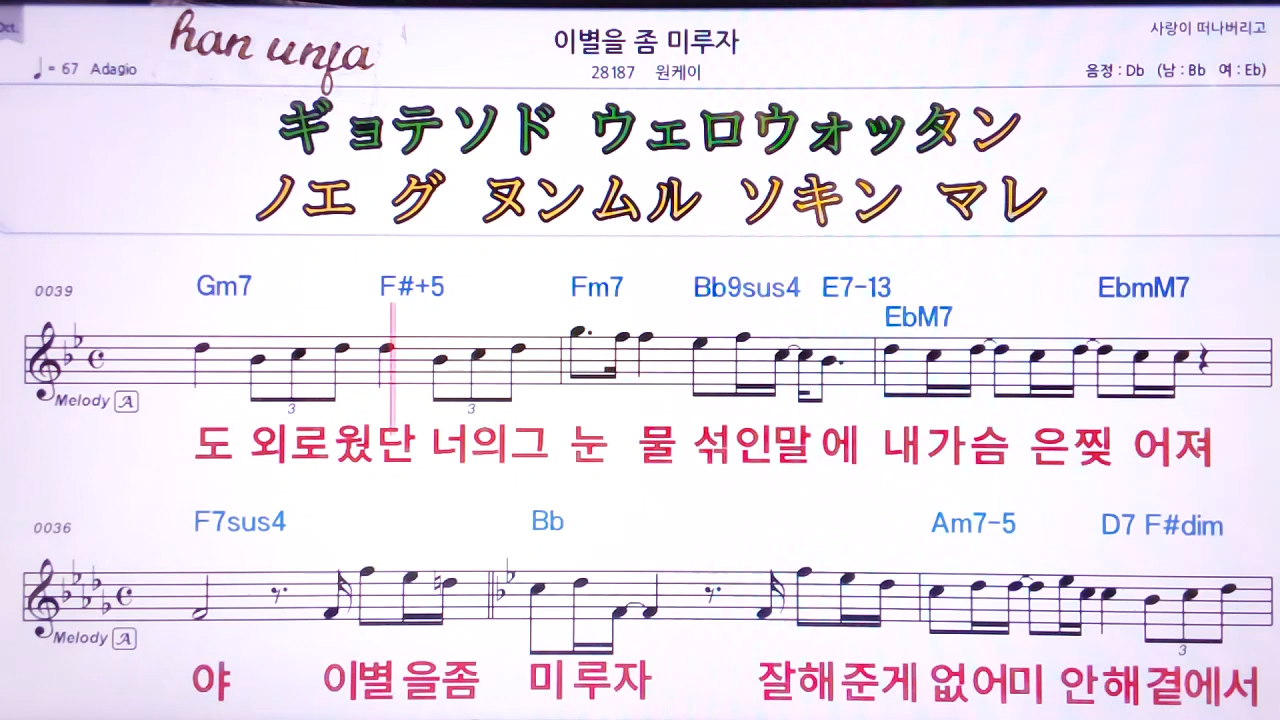 Oct.
han unfa
이별을 좀 미루자
사랑이 떠나버리고
♩= 67 Adagio
28187 원케이
음정 : Db (남 : Bb 여 : Eb)
ギョテソド ウェロウォッタン
ノエ グ ヌンムル ソキン マレ
0039
Gm7 F#+5 Fm7 Bb9sus4 E7-13 EbM7 EbmM7
3 3
Melody A
도 외로웠단 너의그 눈 물 섞인말 에 내가슴 은찢 어져
0036
F7sus4 Bb Am7-5 D7 F#dim
3
Melody A
야 이별을좀 미루자 잘해준게 없어미 안해곁에서